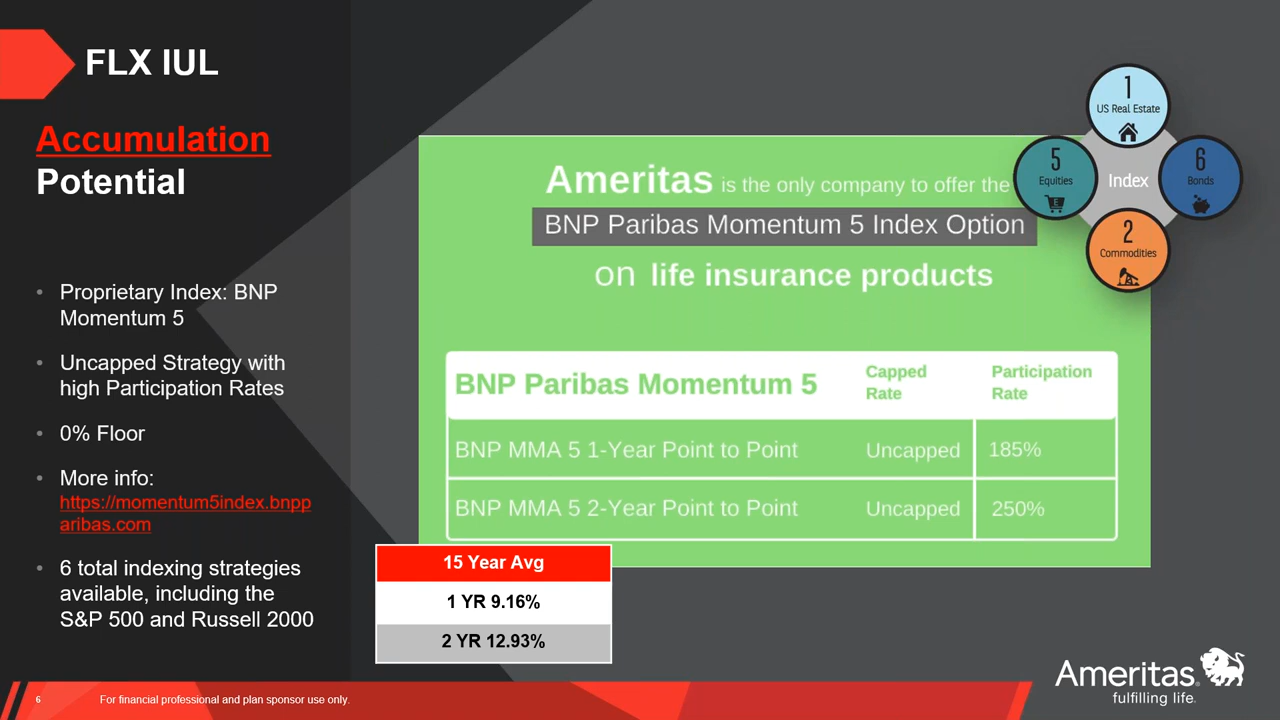 FLX IUL
Accumulation
Potential
• Proprietary Index: BNP
Momentum 5
• Uncapped Strategy with
high Participation Rates
• 0% Floor
• More info:
https://momentum5index.bnpp
aribas.com
• 6 total indexing strategies
available, including the
S&P 500 and Russell 2000
Ameritas is the only company to offer the
BNP Paribas Momentum 5 Index Option
on life insurance products
1
US Real Estate
5
Equities
E
Index
6
Bonds
2
Commodities
BNP Paribas Momentum 5 Capped Rate Participation Rate
BNP MMA 5 1-Year Point to Point Uncapped 185%
BNP MMA 5 2-Year Point to Point Uncapped 250%
15 Year Avg
1 YR 9.16%
2 YR 12.93%
6 For financial professional and plan sponsor use only.
Ameritas®
fulfilling life.